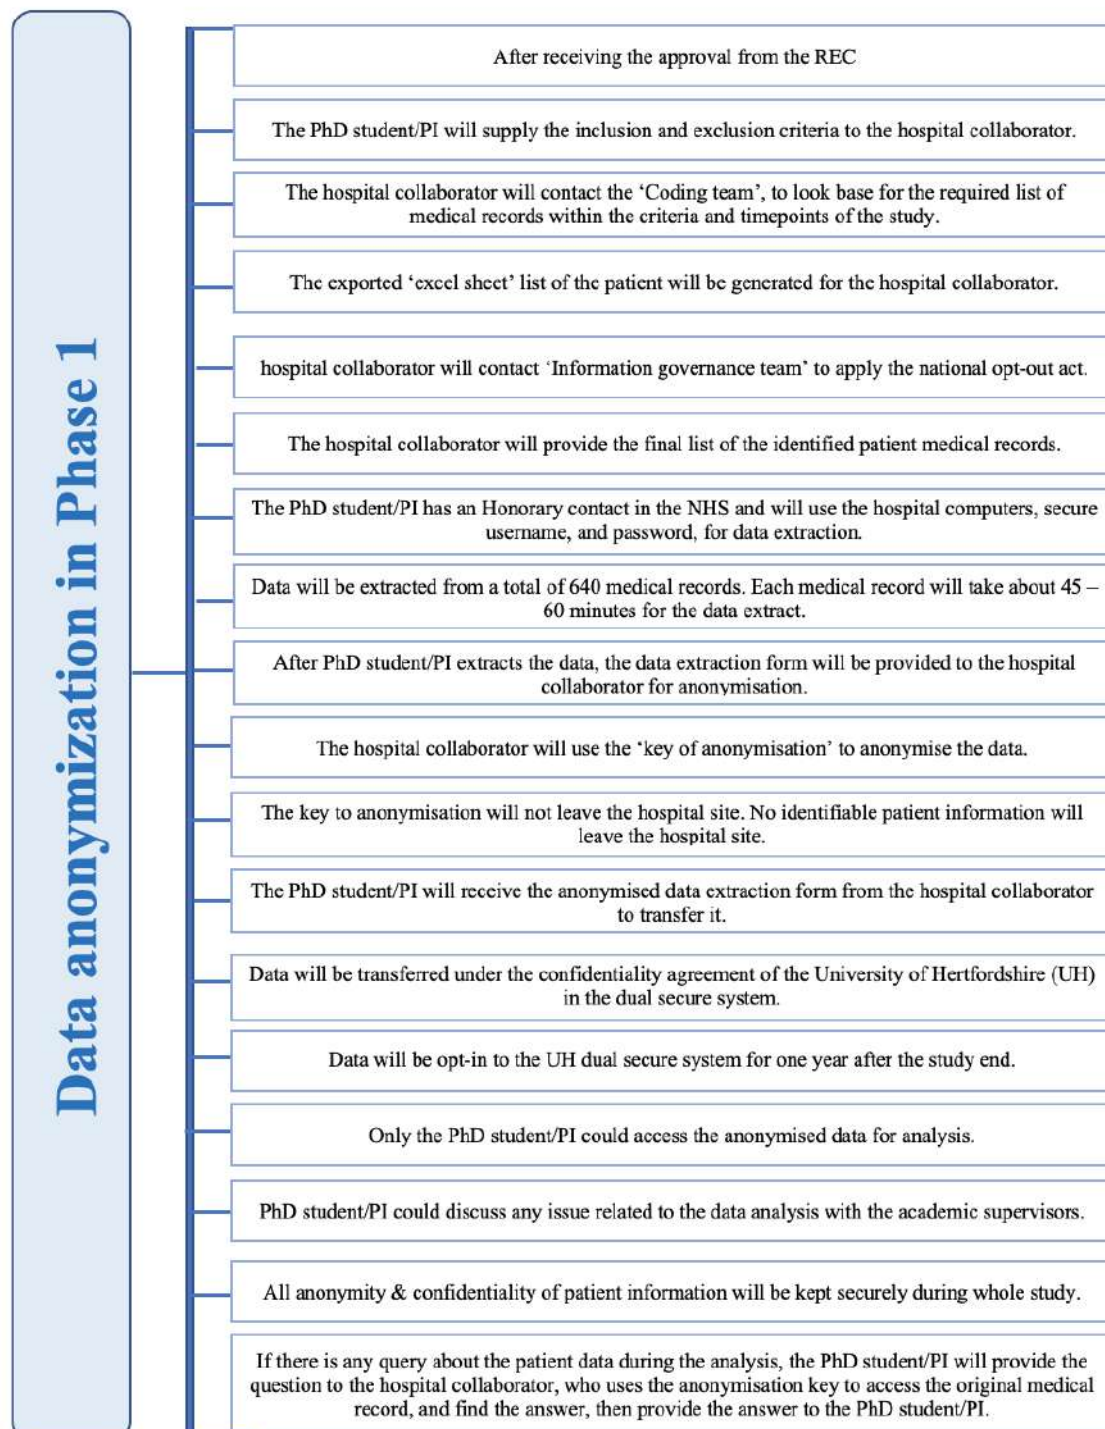 Data anonymization in Phase 1
After receiving the approval from the REC
The PhD student/PI will supply the inclusion and exclusion criteria to the hospital collaborator.
The hospital collaborator will contact the ‘Coding team’, to look base for the required list of
medical records within the criteria and timepoints of the study.
The exported ‘excel sheet’ list of the patient will be generated for the hospital collaborator.
hospital collaborator will contact ‘Information governance team’ to apply the national opt-out act.
The hospital collaborator will provide the final list of the identified patient medical records.
The PhD student/PI has an Honorary contact in the NHS and will use the hospital computers, secure
username, and password, for data extraction.
Data will be extracted from a total of 640 medical records. Each medical record will take about 45 –
60 minutes for the data extract.
After PhD student/PI extracts the data, the data extraction form will be provided to the hospital
collaborator for anonymisation.
The hospital collaborator will use the ‘key of anonymisation’ to anonymise the data.
The key to anonymisation will not leave the hospital site. No identifiable patient information will
leave the hospital site.
The PhD student/PI will receive the anonymised data extraction form from the hospital collaborator
to transfer it.
Data will be transferred under the confidentiality agreement of the University of Hertfordshire (UH)
in the dual secure system.
Data will be opt-in to the UH dual secure system for one year after the study end.
Only the PhD student/PI could access the anonymised data for analysis.
PhD student/PI could discuss any issue related to the data analysis with the academic supervisors.
All anonymity & confidentiality of patient information will be kept securely during whole study.
If there is any query about the patient data during the analysis, the PhD student/PI will provide the
question to the hospital collaborator, who uses the anonymisation key to access the original medical
record, and find the answer, then provide the answer to the PhD student/PI.